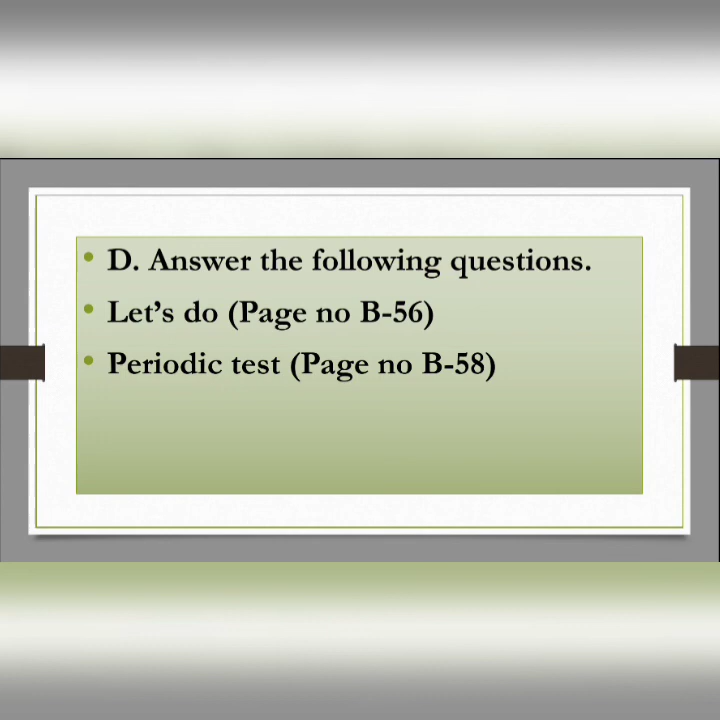 D. Answer the following questions.
Let's do (Page no B-56)
Periodic test (Page no B-58)